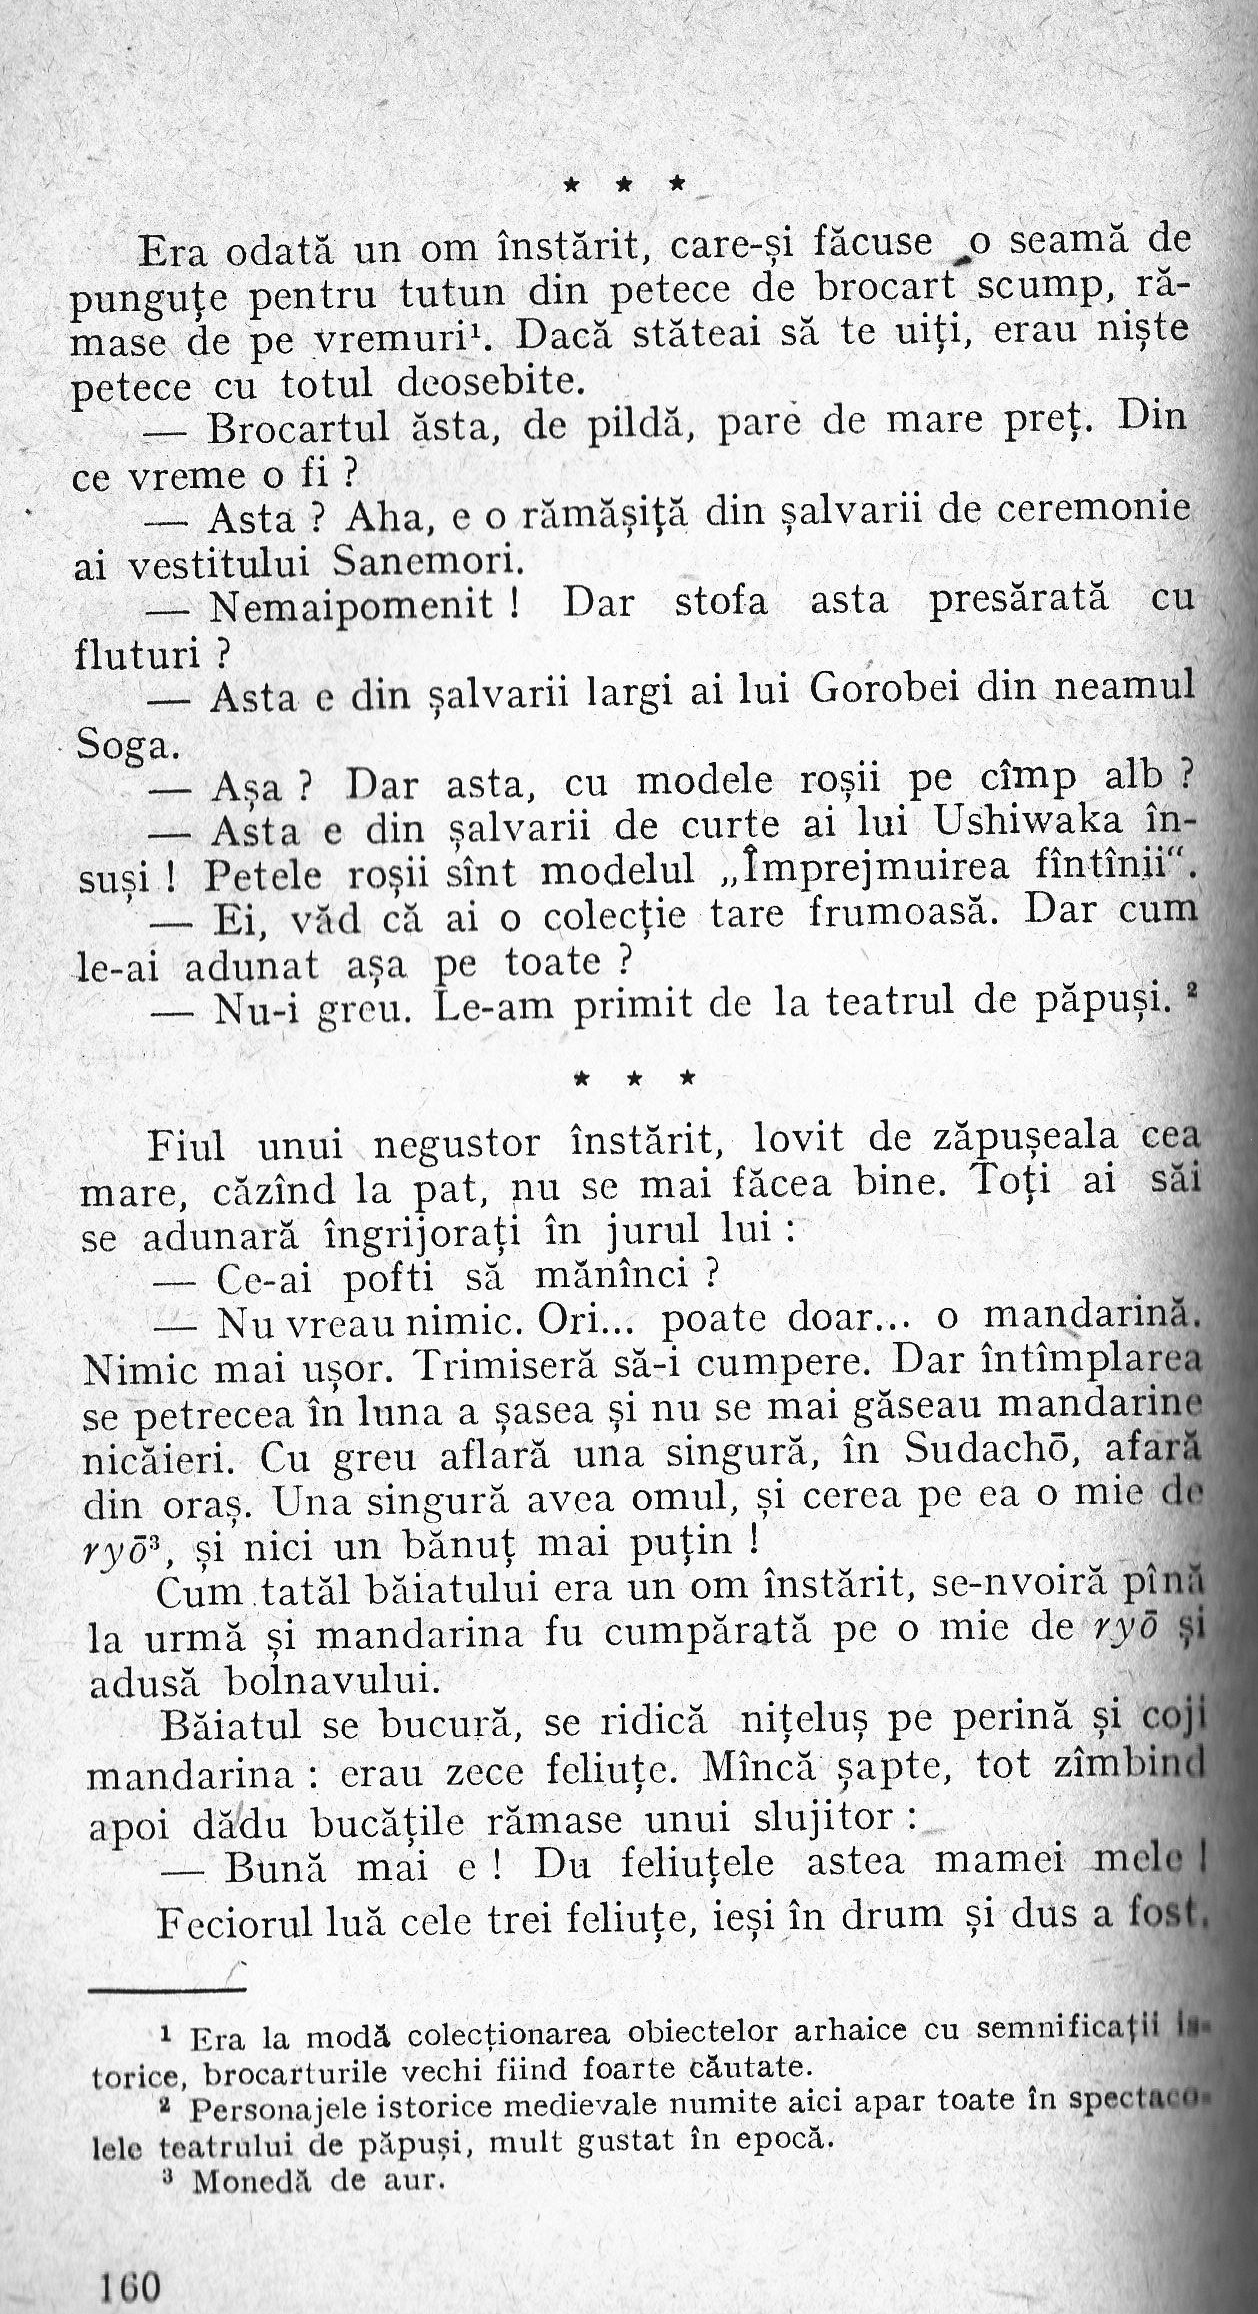 ★ ★ ★
Era odată un om înstărit, care-și făcuse o seamă de
punguțe pentru tutun din petece de brocart scump, ră-
mase de pe vremuri¹. Dacă stăteai să te uiți, erau niște
petece cu totul deosebite.
— Brocartul ăsta, de pildă, pare de mare preț. Din
ce vreme o fi ?
— Asta ? Aha, e o rămășiță din șalvarii de ceremonie
ai vestitului Sanemori.
— Nemaipomenit ! Dar stofa asta presărată cu
fluturi ?
— Asta e din șalvarii largi ai lui Gorobei din neamul
Soga.
— Așa ? Dar asta, cu modele roșii pe cîmp alb ?
— Asta e din șalvarii de curte ai lui Ushiwaka în-
suși ! Petele roșii sînt modelul „Împrejmuirea fîntînii“.
— Ei, văd că ai o colecție tare frumoasă. Dar cum
le-ai adunat așa pe toate ?
— Nu-i greu. Le-am primit de la teatrul de păpuși. ²
★ ★ ★
Fiul unui negustor înstărit, lovit de zăpușeala cea
mare, căzînd la pat, nu se mai făcea bine. Toți ai săi
se adunară îngrijorați în jurul lui :
— Ce-ai pofti să mănînci ?
— Nu vreau nimic. Ori... poate doar... o mandarină.
Nimic mai ușor. Trimiseră să-i cumpere. Dar întîmplarea
se petrecea în luna a șasea și nu se mai găseau mandarine
nicăieri. Cu greu aflară una singură, în Sudachō, afară
din oraș. Una singură avea omul, și cerea pe ea o mie de
ryō³, și nici un bănuț mai puțin !
Cum tatăl băiatului era un om înstărit, se-nvoiră pînă
la urmă și mandarina fu cumpărată pe o mie de ryō și
adusă bolnavului.
Băiatul se bucură, se ridică nițeluș pe perină și coji
mandarina : erau zece feliuțe. Mîncă șapte, tot zîmbind
apoi dădu bucățile rămase unui slujitor :
— Bună mai e ! Du feliuțele astea mamei mele !
Feciorul luă cele trei feliuțe, ieși în drum și dus a fost.
¹ Era la modă colecționarea obiectelor arhaice cu semnificații is-
torice, brocarturile vechi fiind foarte căutate.
² Personajele istorice medievale numite aici apar toate în spectaco-
lele teatrului de păpuși, mult gustat în epocă.
³ Monedă de aur.
160